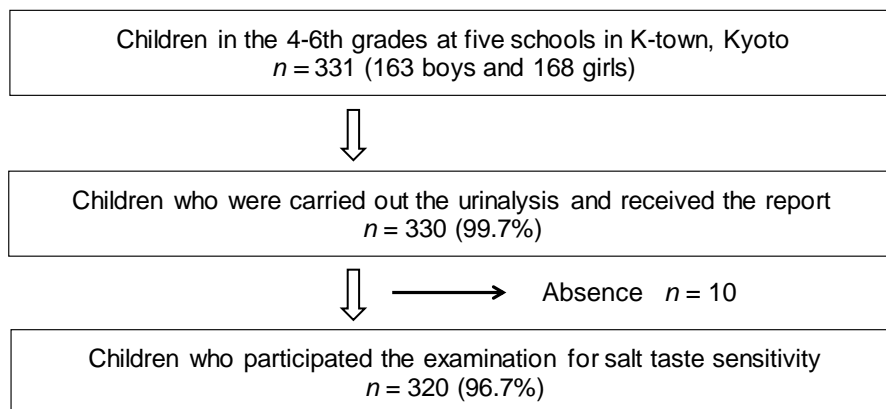 Children in the 4-6th grades at five schools in K-town, Kyoto
n = 331 (163 boys and 168 girls)
Children who were carried out the urinalysis and received the report
n = 330 (99.7%)
Absence n = 10
Children who participated the examination for salt taste sensitivity
n = 320 (96.7%)